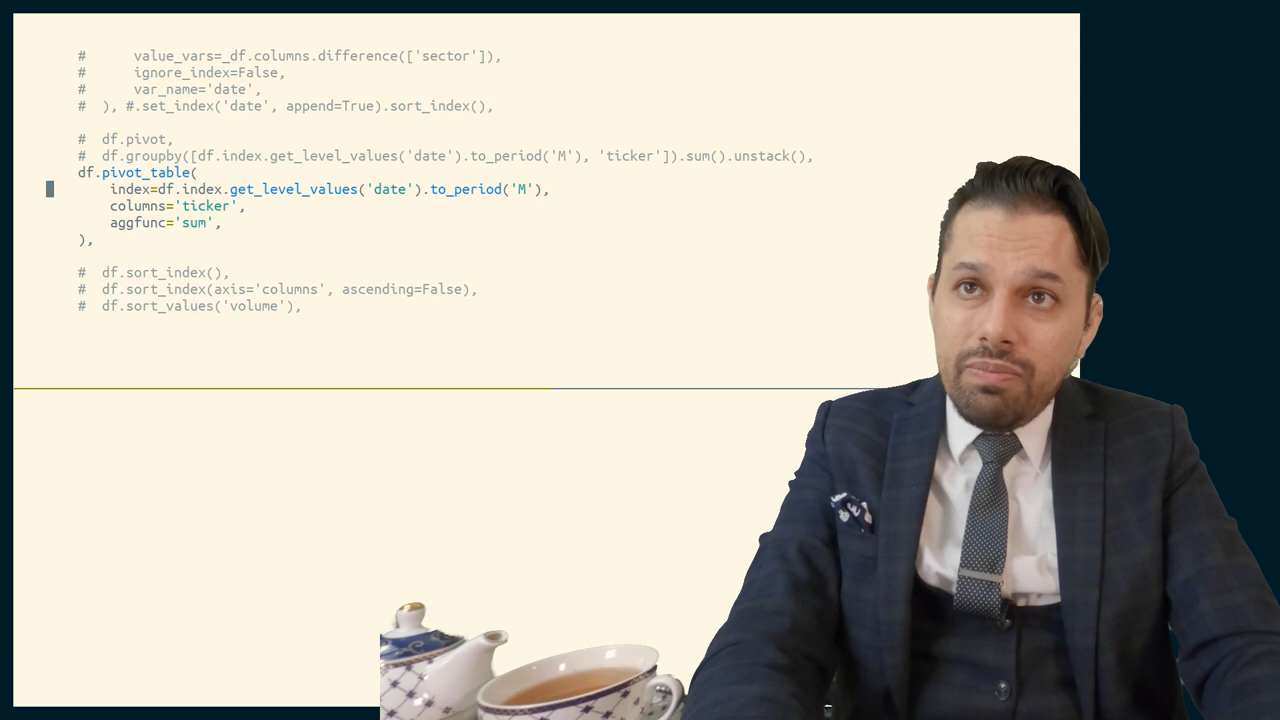 #      value_vars=_df.columns.difference(['sector']),
#      ignore_index=False,
#      var_name='date',
#  ), #.set_index('date', append=True).sort_index(),
#  df.pivot,
#  df.groupby([df.index.get_level_values('date').to_period('M'), 'ticker']).sum().unstack(),
df.pivot_table(
    index=df.index.get_level_values('date').to_period('M'),
    columns='ticker',
    aggfunc='sum',
),
#  df.sort_index(),
#  df.sort_index(axis='columns', ascending=False),
#  df.sort_values('volume'),